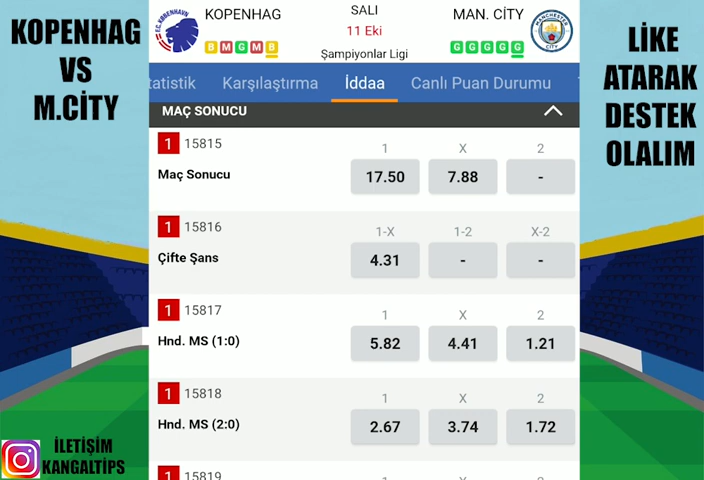 KOPENHAG
VS
M.CİTY
KOPENHAG
B M G M B
SALI
11 Eki
Şampiyonlar Ligi
MAN. CİTY
G G G G G
MANCHESTER
CITY
LİKE
ATARAK
DESTEK
OLALIM
tatistik Karşılaştırma İddaa Canlı Puan Durumu
MAÇ SONUCU
1 15815
Maç Sonucu
1 X 2
17.50 7.88 -
1 15816
Çifte Şans
1-X 1-2 X-2
4.31 - -
1 15817
Hnd. MS (1:0)
1 X 2
5.82 4.41 1.21
1 15818
Hnd. MS (2:0)
1 X 2
2.67 3.74 1.72
1 15819
İLETİŞİM
KANGALTİPS